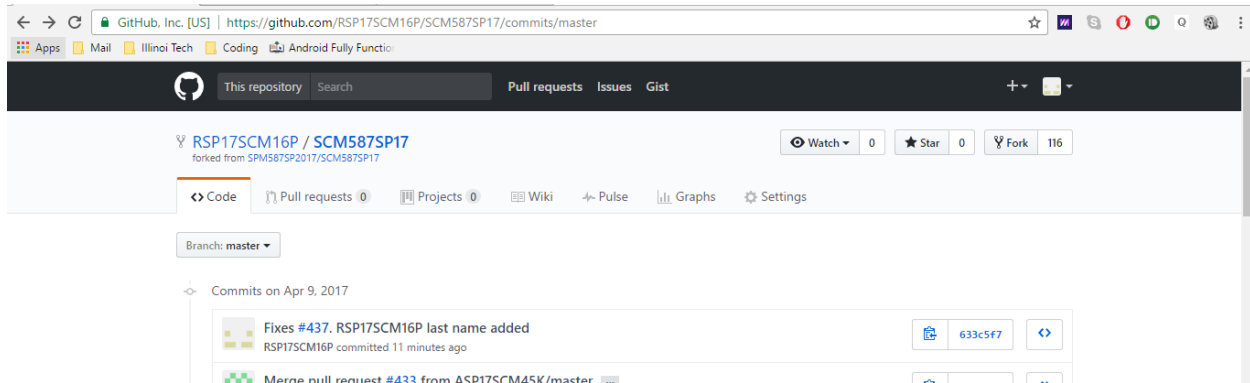 GitHub, Inc. [US] | https://github.com/RSP17SCM16P/SCM587SP17/commits/master
Apps Mail Illinoi Tech Coding Android Fully Functio
This repository Search Pull requests Issues Gist
RSP17SCM16P / SCM587SP17 Watch 0 Star 0 Fork 116
forked from SPM587SP2017/SCM587SP17
Code Pull requests 0 Projects 0 Wiki Pulse Graphs Settings
Branch: master
Commits on Apr 9, 2017
Fixes #437. RSP17SCM16P last name added
RSP17SCM16P committed 11 minutes ago 633c5f7
Merge pull request #433 from ASP17SCM45K/master ...